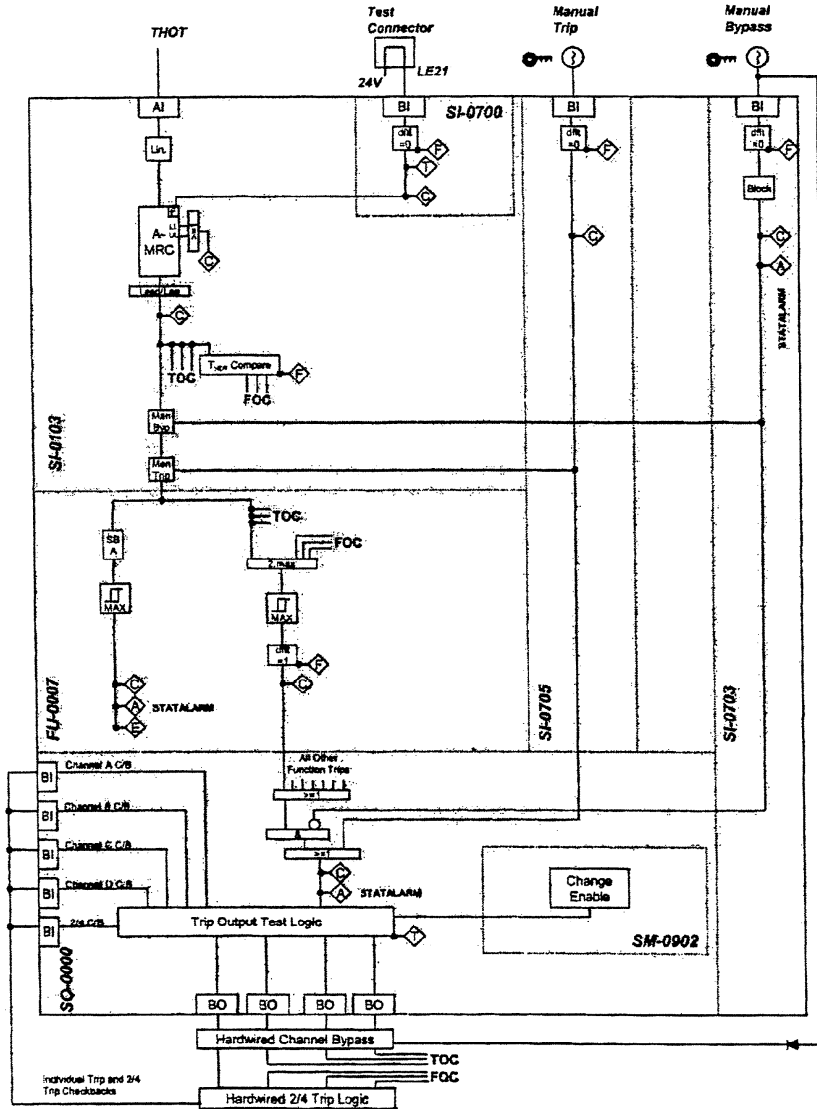 THOT
Test
Connector
24V
LE21
Manual
Trip
Manual
Bypass
AI
BI
SI-0700
BI
BI
Lin.
dflt
=0
F
T
C
dflt
=0
F
dflt
=0
F
Block
A-
MRC
C
C
C
A
STATALARM
Lead/Lag
C
TOC
Compare
F
FOC
Man
Byp
Man
Trip
SI-0103
SB
A
TOC
FOC
2.max
MAX
MAX
dflt
=1
F
C
C
A
STATALARM
E
FU-0007
SI-0705
SI-0703
All Other
Function Trips
>=1
&
>=1
C
A
STATALARM
BI
Channel A C/B
BI
Channel B C/B
BI
Channel C C/B
BI
Channel D C/B
BI
2/4 C/B
Trip Output Test Logic
T
Change
Enable
SM-0902
SO-0000
BO
BO
BO
BO
Hardwired Channel Bypass
TOC
FOC
Individual Trip and 2/4
Trip Checkbacks
Hardwired 2/4 Trip Logic